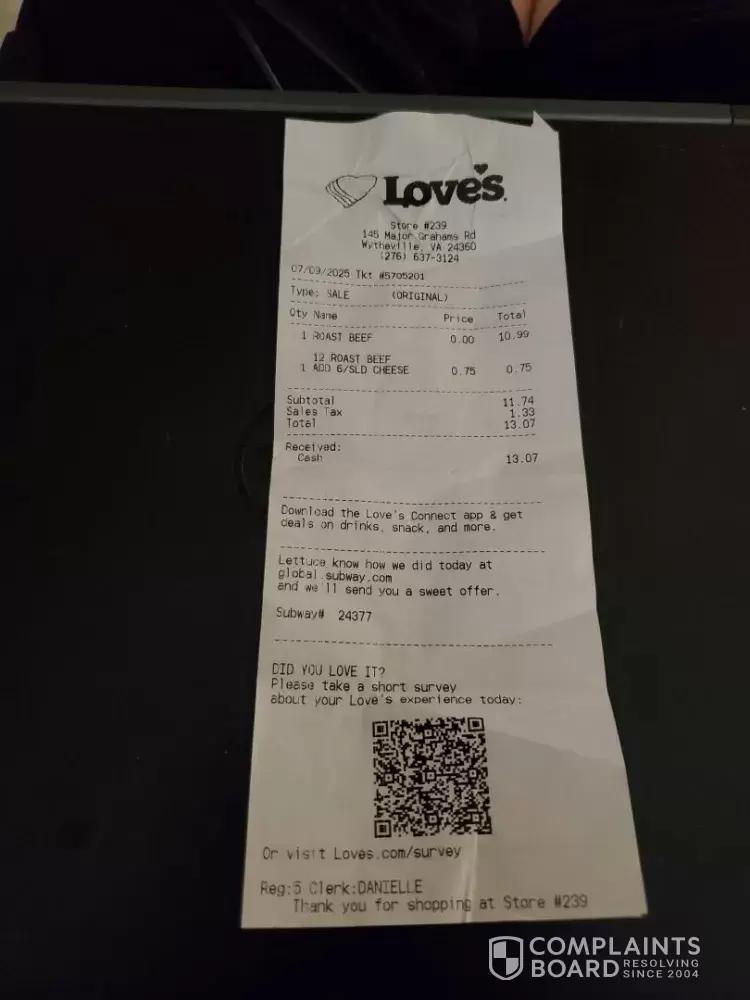 Love's
Store #239
145 Major Grahams Rd
Wytheville, VA 24360
(276) 637-3124
07/09/2025 Tkt #5705201
Type: SALE (ORIGINAL)
Qty Name Price Total
1 ROAST BEEF 0.00 10.99
12 ROAST BEEF
1 ADD 6/SLD CHEESE 0.75 0.75
Subtotal 11.74
Sales Tax 1.33
Total 13.07
Received:
Cash 13.07
Download the Love's Connect app & get
deals on drinks, snack, and more.
Lettuce know how we did today at
global.subway.com
and we'll send you a sweet offer.
Subway# 24377
DID YOU LOVE IT?
Please take a short survey
about your Love's experience today:
Or visit Loves.com/survey
Reg:5 Clerk:DANIELLE
Thank you for shopping at Store #239
COMPLAINTS
BOARD RESOLVING
SINCE 2004